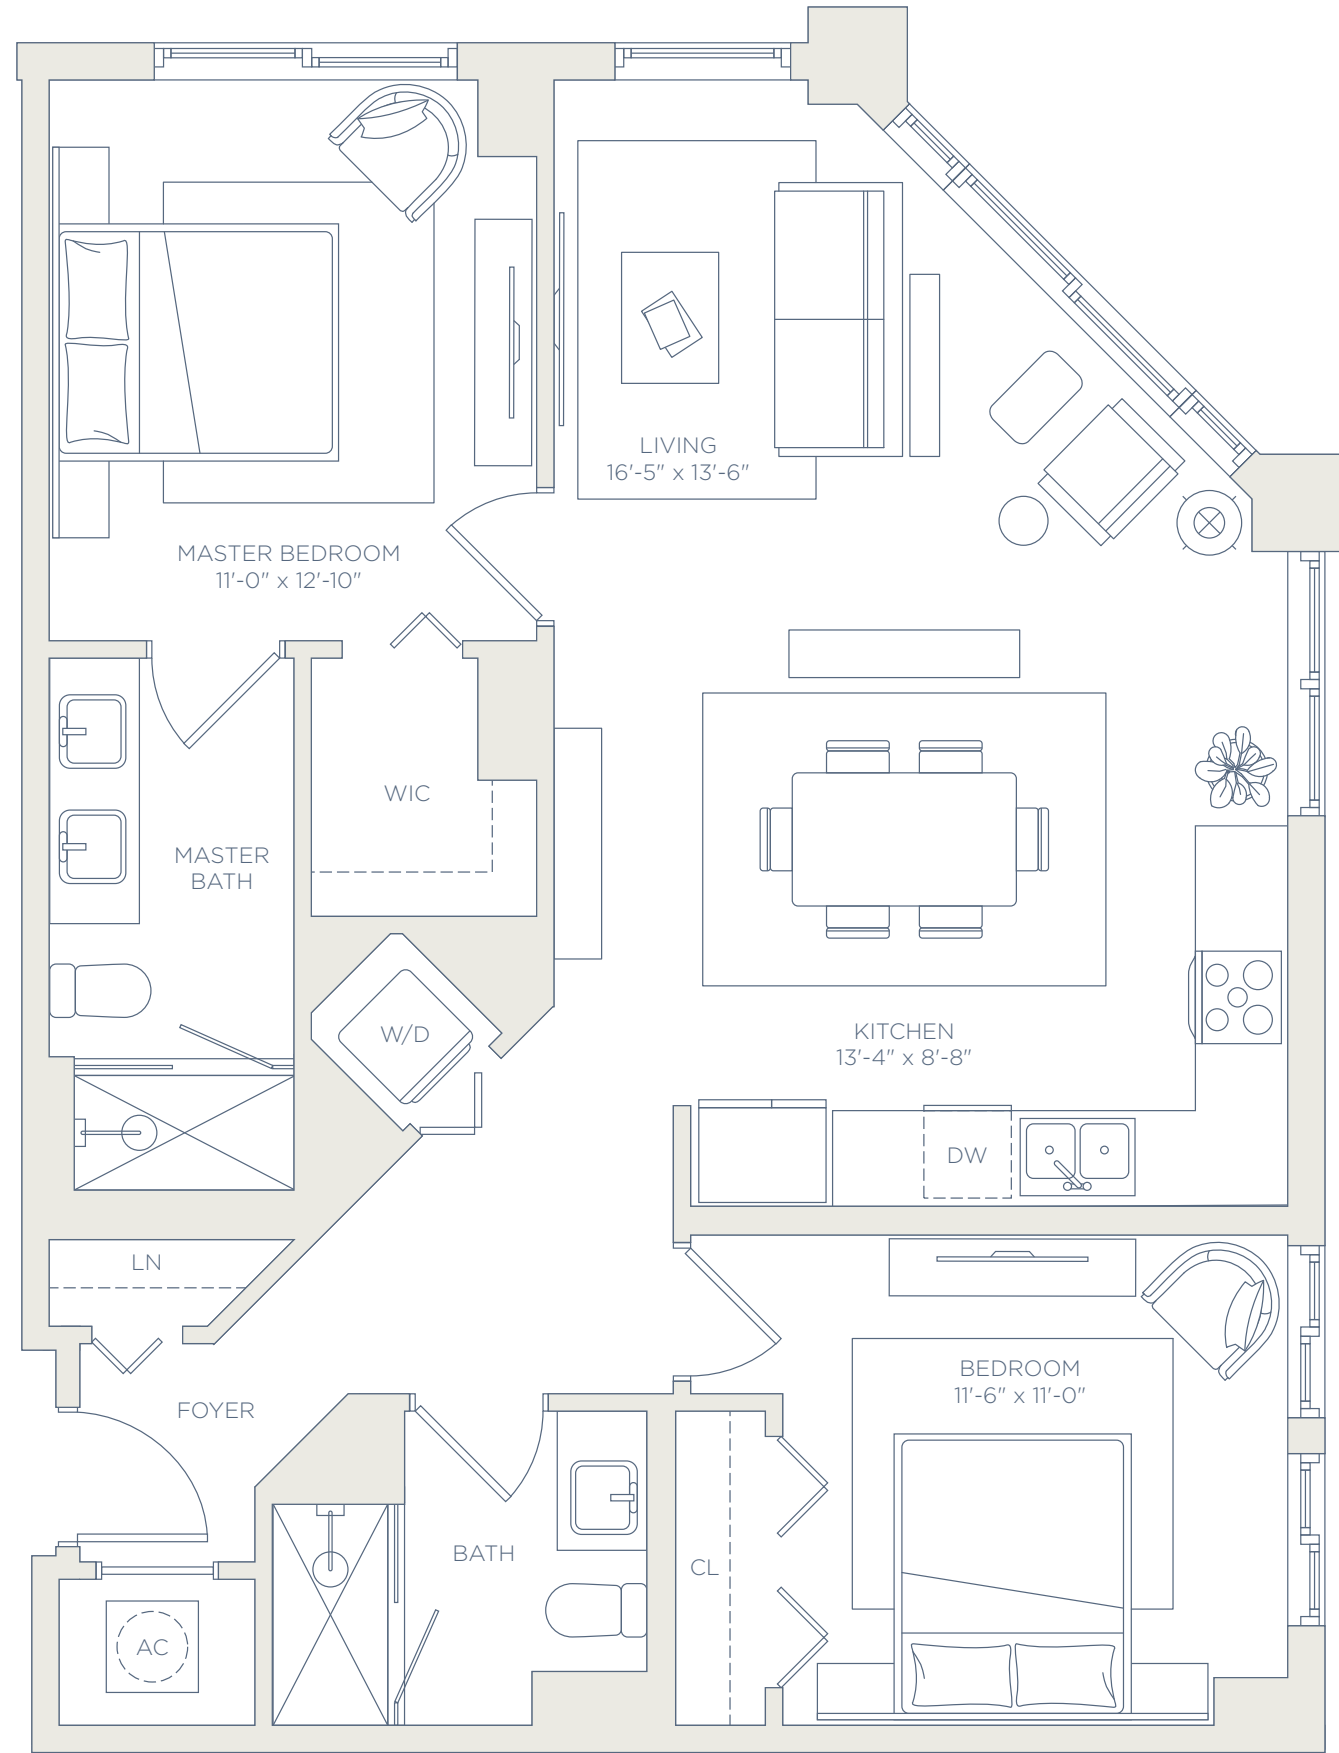 LIVING
16'-5" x 13'-6"
MASTER BEDROOM
11'-0" x 12'-10"
WIC
MASTER
BATH
W/D
KITCHEN
13'-4" x 8'-8"
DW
LN
BEDROOM
11'-6" x 11'-0"
FOYER
BATH
CL
AC